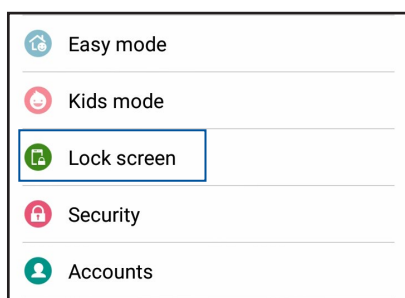 Easy mode
Kids mode
Lock screen
Security
Accounts